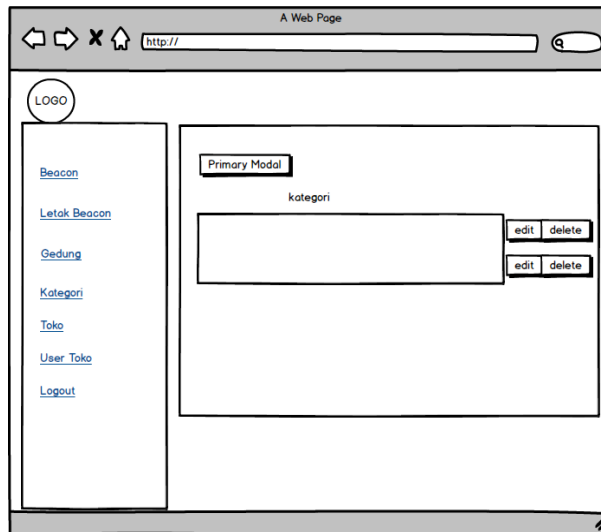 A Web Page
http://
LOGO
Beacon
Letak Beacon
Gedung
Kategori
Toko
User Toko
Logout
Primary Modal
kategori
edit delete
edit delete